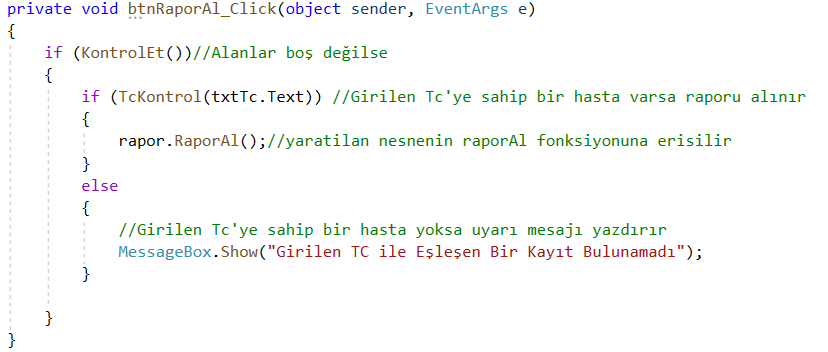 private void btnRaporAl_Click(object sender, EventArgs e)
{
if (KontrolEt())//Alanlar boş değilse
{
if (TcKontrol(txtTc.Text)) //Girilen Tc'ye sahip bir hasta varsa raporu alınır
{
rapor.RaporAl();//yaratilan nesnenin raporAl fonksiyonuna erisilir
}
else
{
//Girilen Tc'ye sahip bir hasta yoksa uyarı mesajı yazdırır
MessageBox.Show("Girilen TC ile Eşleşen Bir Kayıt Bulunamadı");
}
}
}